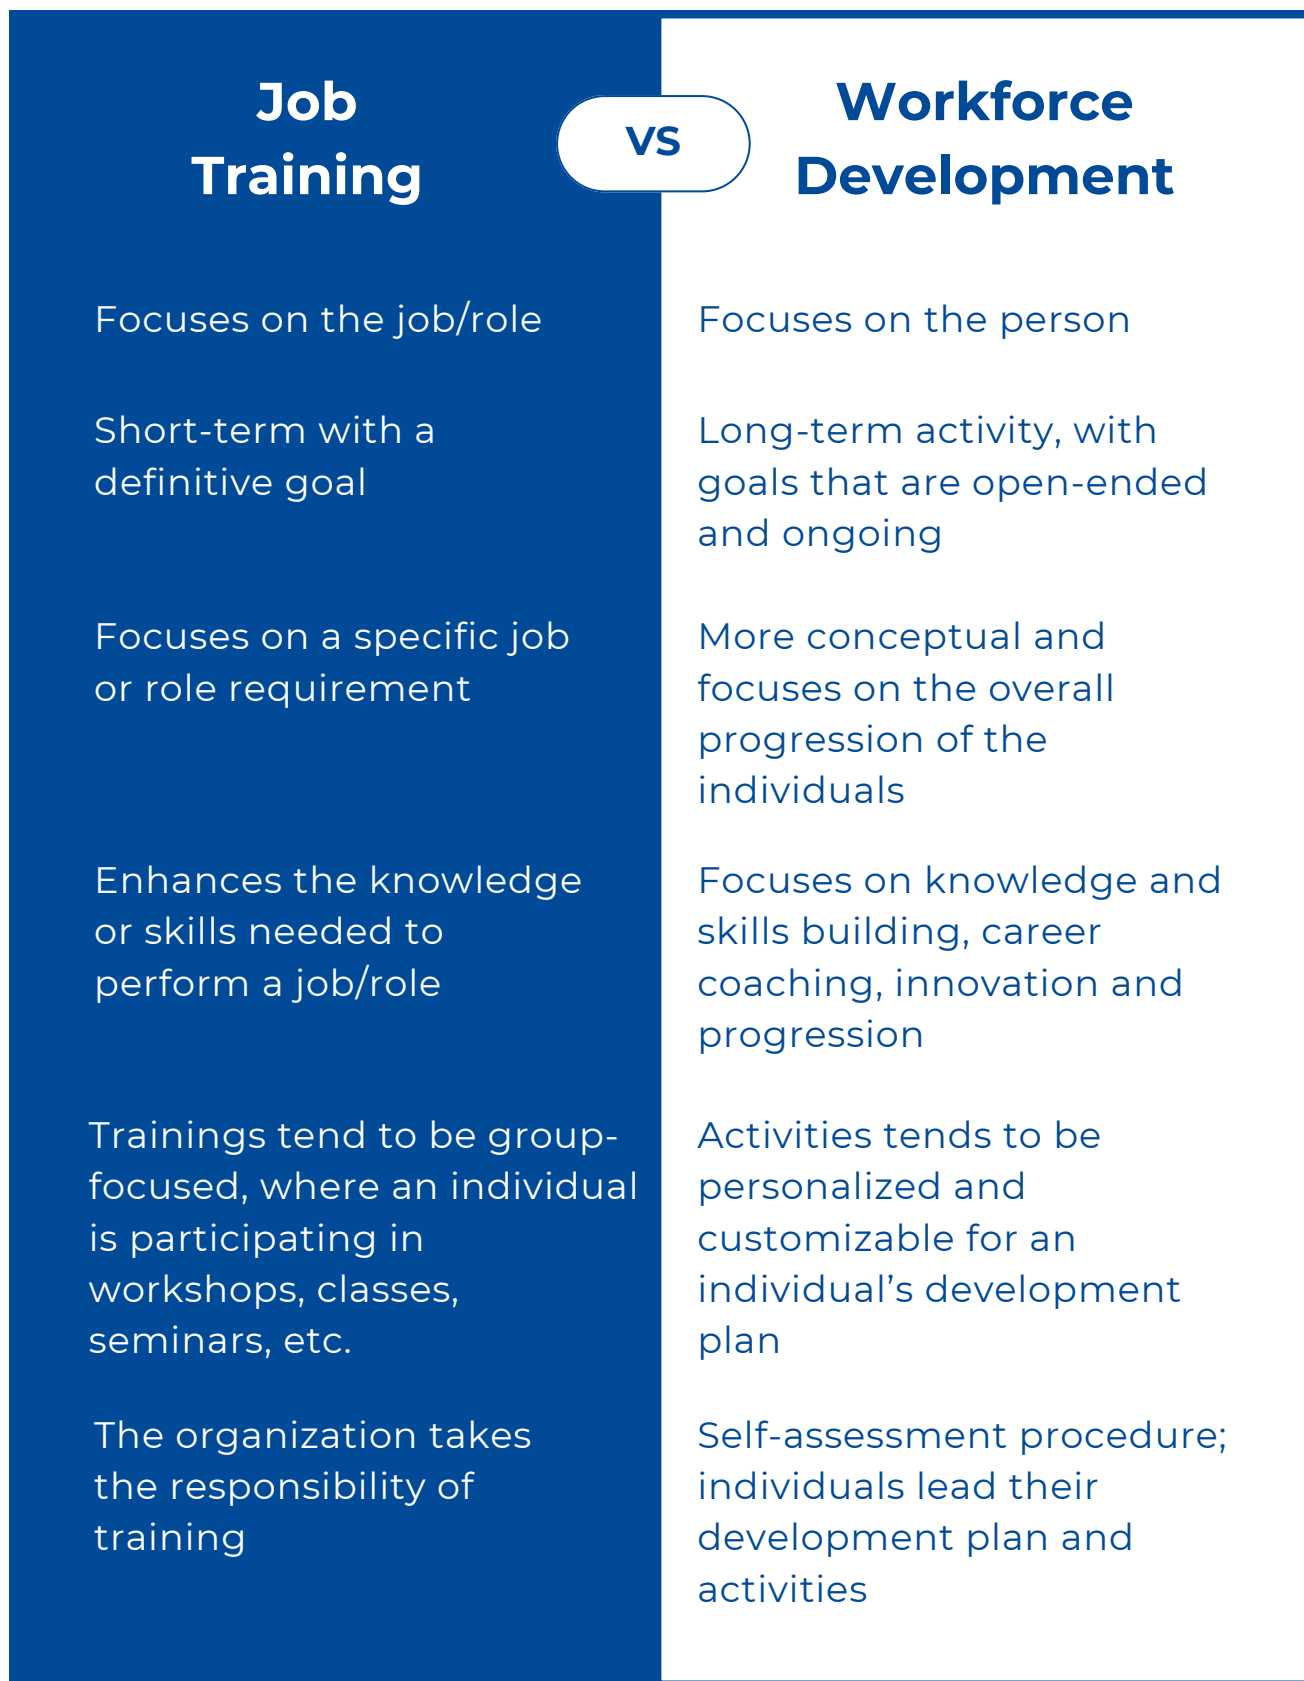 Job
Training
VS
Workforce
Development
Focuses on the job/role
Focuses on the person
Short-term with a
definitive goal
Long-term activity, with
goals that are open-ended
and ongoing
Focuses on a specific job
or role requirement
More conceptual and
focuses on the overall
progression of the
individuals
Enhances the knowledge
or skills needed to
perform a job/role
Focuses on knowledge and
skills building, career
coaching, innovation and
progression
Trainings tend to be group-
focused, where an individual
is participating in
workshops, classes,
seminars, etc.
Activities tends to be
personalized and
customizable for an
individual’s development
plan
The organization takes
the responsibility of
training
Self-assessment procedure;
individuals lead their
development plan and
activities